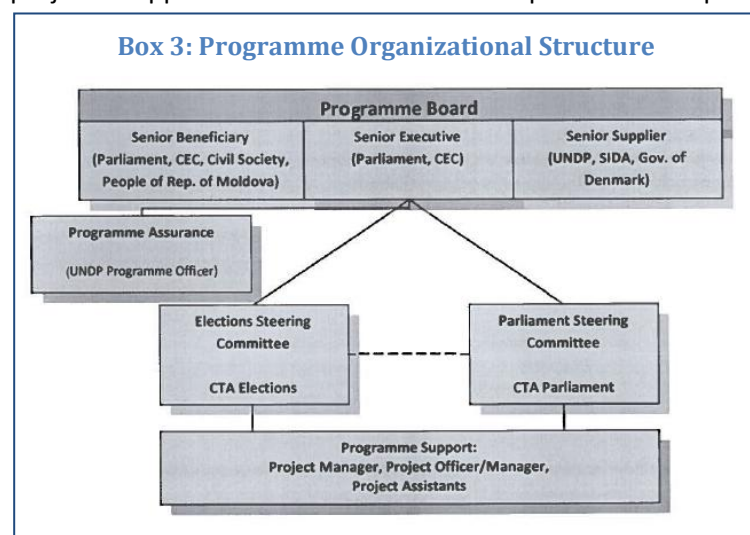 Box 3: Programme Organizational Structure
Programme Board
Senior Beneficiary
(Parliament, CEC, Civil Society,
People of Rep. of Moldova)
Senior Executive
(Parliament, CEC)
Senior Supplier
(UNDP, SIDA, Gov. of
Denmark)
Programme Assurance
(UNDP Programme Officer)
Elections Steering
Committee
CTA Elections
Parliament Steering
Committee
CTA Parliament
Programme Support:
Project Manager, Project Officer/Manager,
Project Assistants